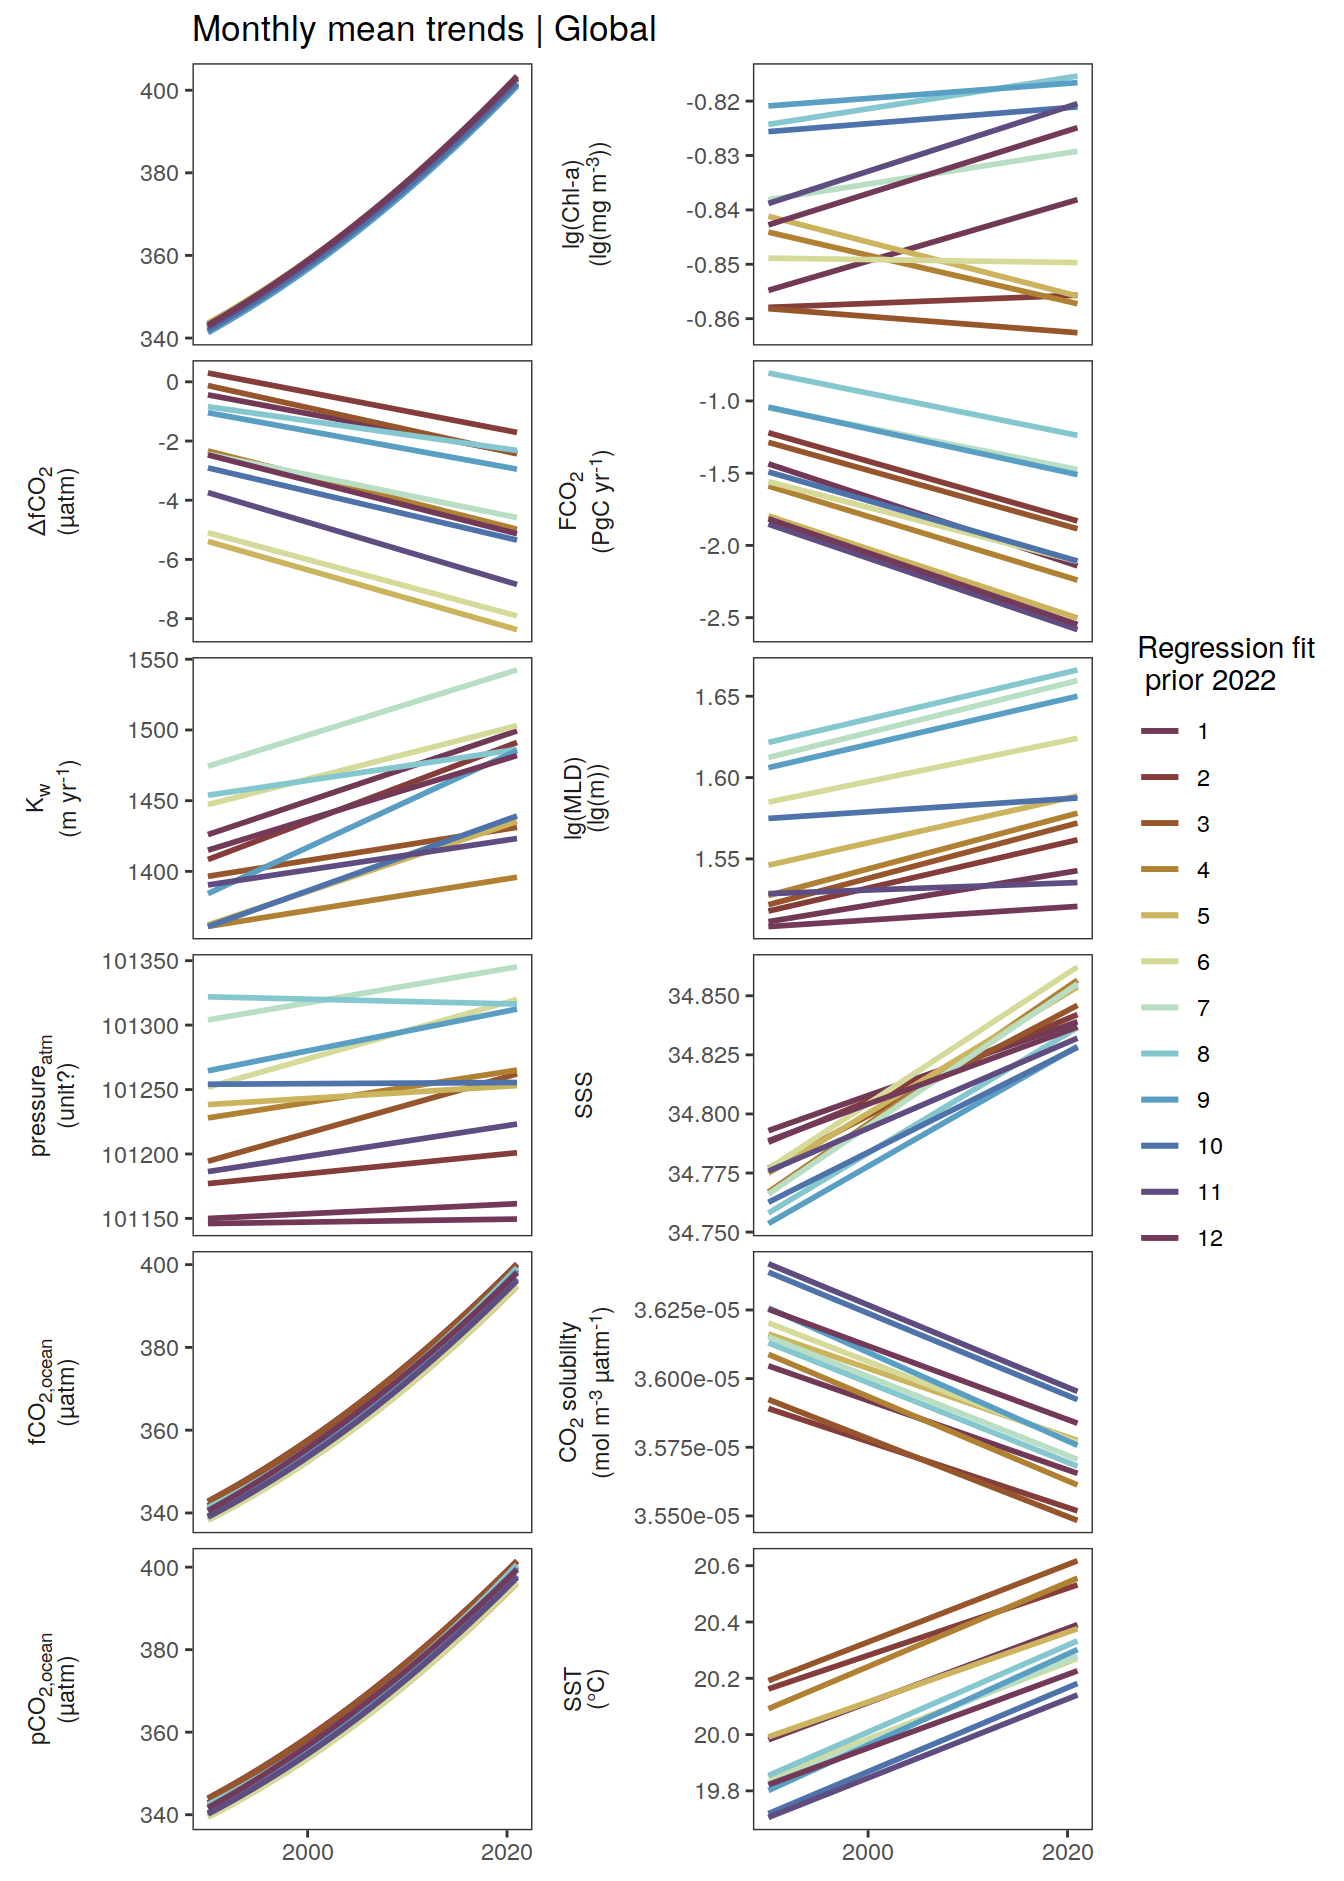 Monthly mean trends | Global
400
380
360
340
lg(Chl-a)
(lg(mg m⁻³))
-0.82
-0.83
-0.84
-0.85
-0.86
ΔfCO₂
(µatm)
0
-2
-4
-6
-8
FCO₂
(PgC yr⁻¹)
-1.0
-1.5
-2.0
-2.5
K_w
(m yr⁻¹)
1550
1500
1450
1400
lg(MLD)
(lg(m))
1.65
1.60
1.55
pressure_atm
(unit?)
101350
101300
101250
101200
101150
SSS
34.850
34.825
34.800
34.775
34.750
fCO₂,ocean
(µatm)
400
380
360
340
CO₂ solubility
(mol m⁻³ µatm⁻¹)
3.625e-05
3.600e-05
3.575e-05
3.550e-05
pCO₂,ocean
(µatm)
400
380
360
340
2000
2020
SST
(°C)
20.6
20.4
20.2
20.0
19.8
2000
2020
Regression fit
prior 2022
1
2
3
4
5
6
7
8
9
10
11
12